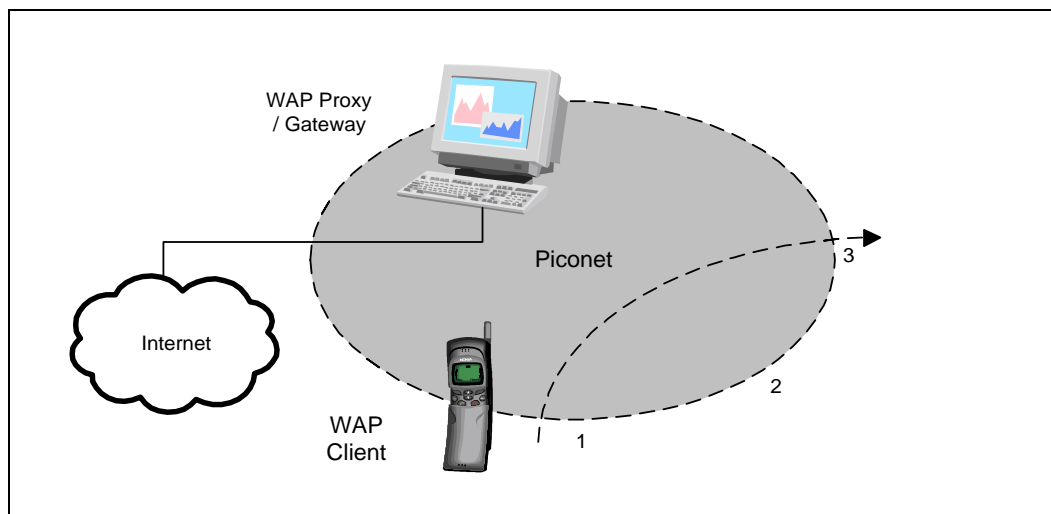 WAP Proxy
/ Gateway
Piconet
3
Internet
2
WAP
Client
1